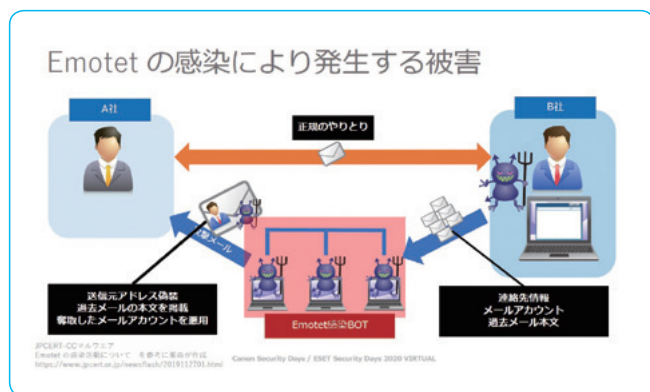 Emotet の感染により発生する被害
A社
B社
正規のやりとり
メール
送信元アドレス偽装
過去メールの本文を掲載
奪取したメールアカウントを悪用
Emotet感染BOT
連絡先情報
メールアカウント
過去メール本文
JPCERT-CCマルウェア
Emotet の感染活動について を参考に
が作成
https://www.jpcert.or.jp/newsflash/2019112701.html
Canon Security Days / ESET Security Days 2020 VIRTUAL